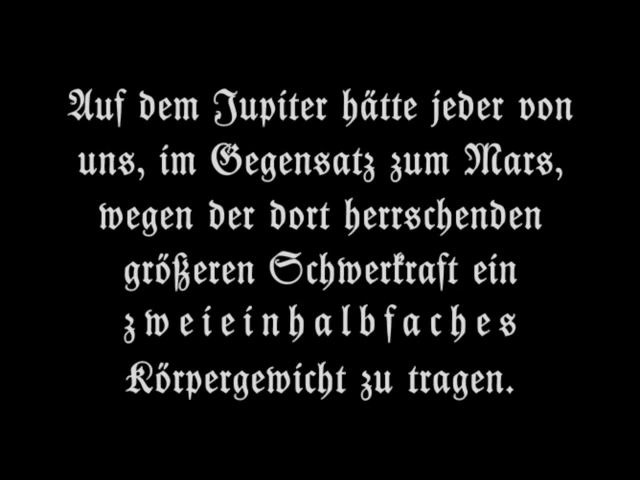 Auf dem Jupiter hätte jeder von
uns, im Gegensatz zum Mars,
wegen der dort herrschenden
größeren Schwerkraft ein
zweieinhalbfaches
Körpergewicht zu tragen.